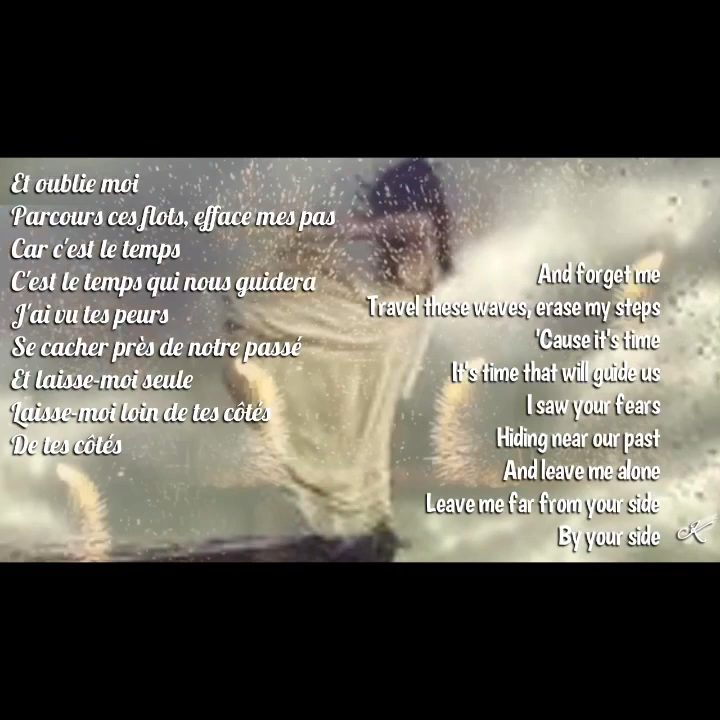 Et oublie moi
Parcours ces flots, efface mes pas
Car c'est le temps
C'est le temps qui nous guidera
J'ai vu tes peurs
Se cacher près de notre passé
Et laisse-moi seule
Laisse-moi loin de tes côtés
De tes côtés
And forget me
Travel these waves, erase my steps
'Cause it's time
It's time that will guide us
I saw your fears
Hiding near our past
And leave me alone
Leave me far from your side
By your side
K